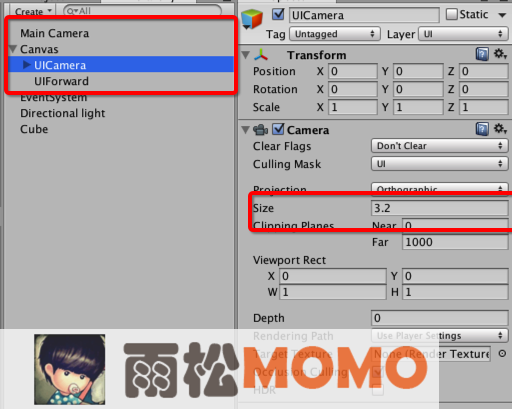 Create
All
Main Camera
Canvas
UICamera
UIForward
EventSystem
Directional light
Cube
UICamera
Static
Tag Untagged Layer UI
Transform
Position X 0 Y 0 Z 0
Rotation X 0 Y 0 Z 0
Scale X 1 Y 1 Z 1
Camera
Clear Flags Don't Clear
Culling Mask UI
Projection Orthographic
Size 3.2
Clipping Planes Near 0
Far 1000
Viewport Rect
X 0 Y 0
W 1 H 1
Depth 0
Rendering Path Use Player Settings
Target Texture None (Render Texture
Occlusion Culling
HDR
雨松MOMO